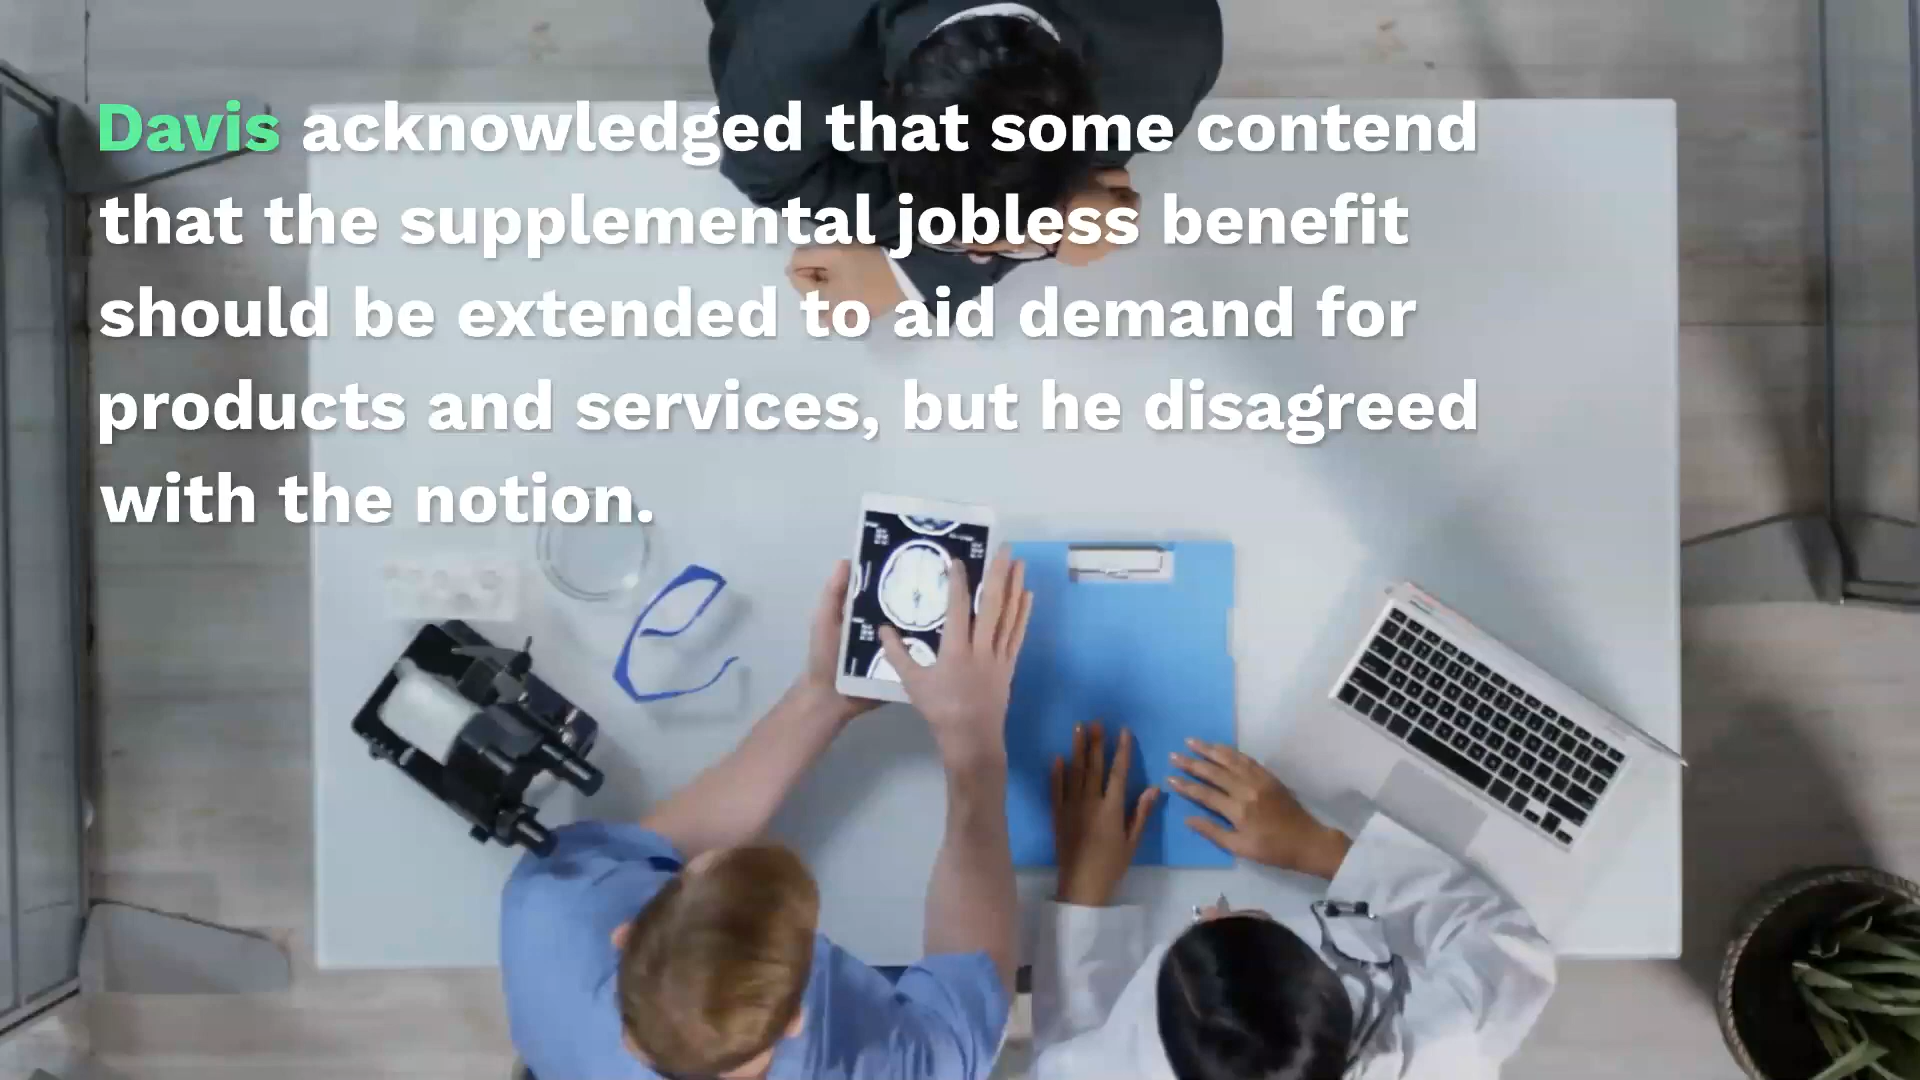 Davis acknowledged that some contend
that the supplemental jobless benefit
should be extended to aid demand for
products and services, but he disagreed
with the notion.